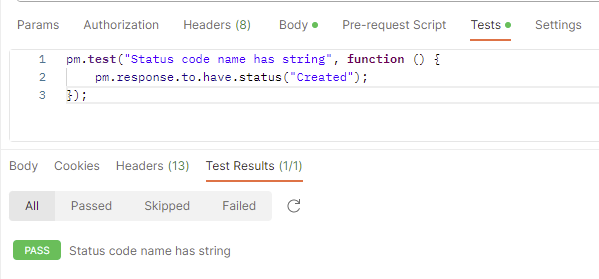 Params Authorization Headers (8) Body Pre-request Script Tests Settings
1 pm.test("Status code name has string", function () {
2 pm.response.to.have.status("Created");
3 });
Body Cookies Headers (13) Test Results (1/1)
All Passed Skipped Failed
PASS Status code name has string